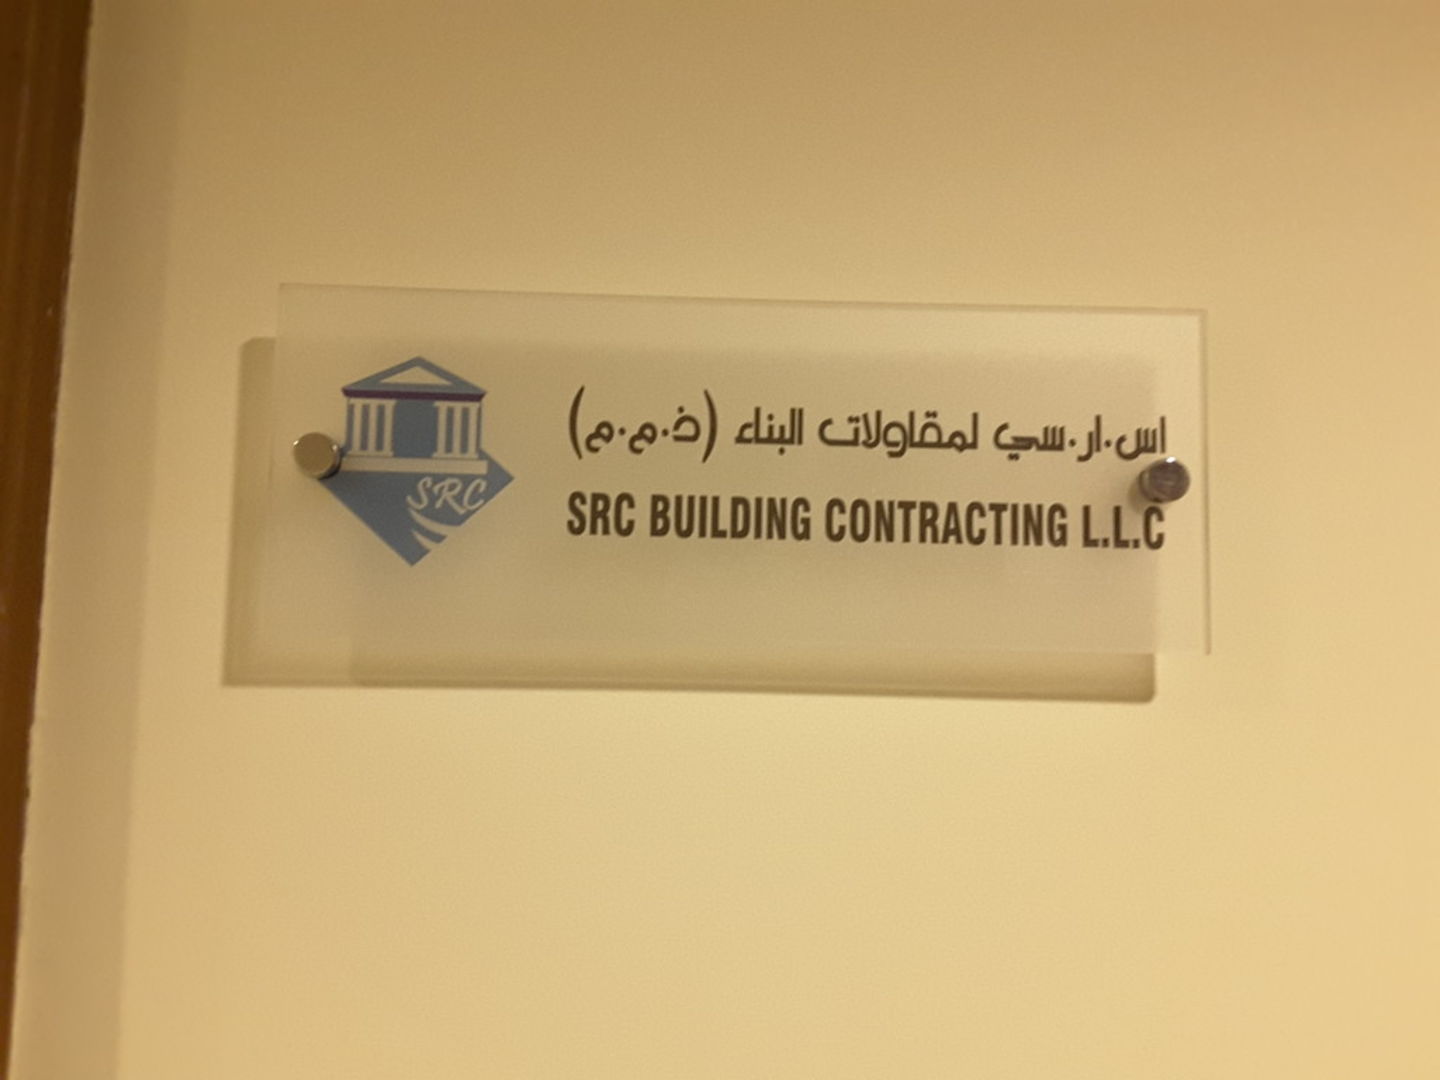 اس.ار.سي لمقاولات البناء (ذ.م.م)
SRC BUILDING CONTRACTING L.L.C
SRC